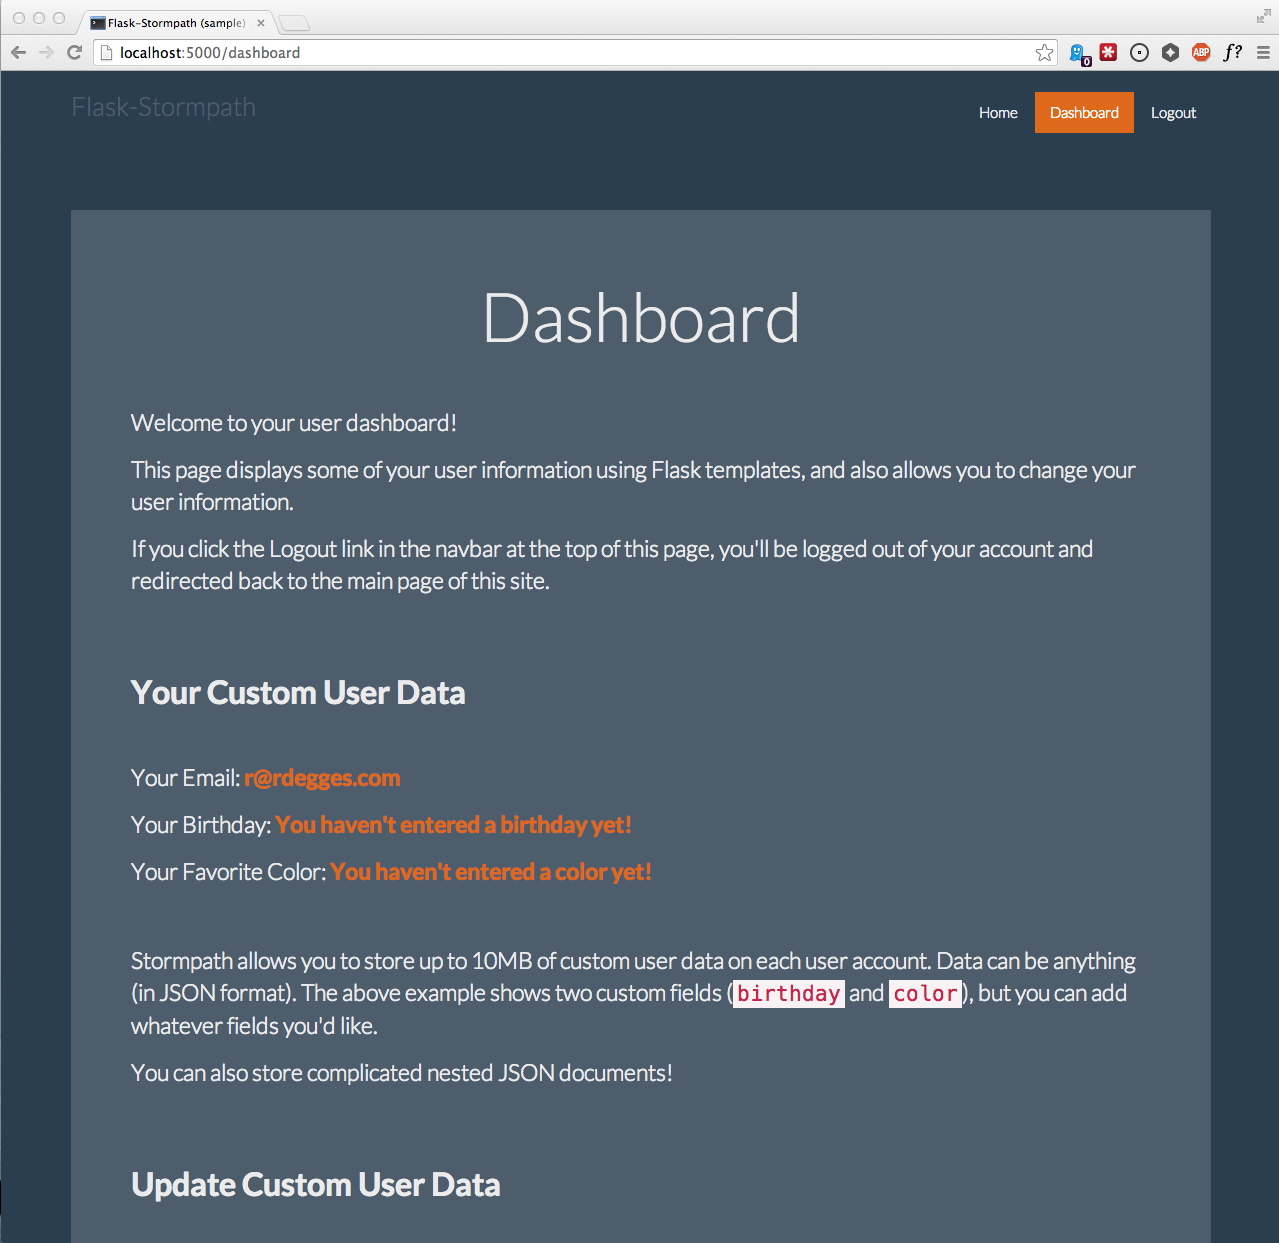 Flask-Stormpath (sample)
localhost:5000/dashboard
0
ABP
f?
Flask-Stormpath
Home
Dashboard
Logout
Dashboard
Welcome to your user dashboard!
This page displays some of your user information using Flask templates, and also allows you to change your
user information.
If you click the Logout link in the navbar at the top of this page, you'll be logged out of your account and
redirected back to the main page of this site.
Your Custom User Data
Your Email: r@rdegges.com
Your Birthday: You haven't entered a birthday yet!
Your Favorite Color: You haven't entered a color yet!
Stormpath allows you to store up to 10MB of custom user data on each user account. Data can be anything
(in JSON format). The above example shows two custom fields (birthday and color), but you can add
whatever fields you'd like.
You can also store complicated nested JSON documents!
Update Custom User Data